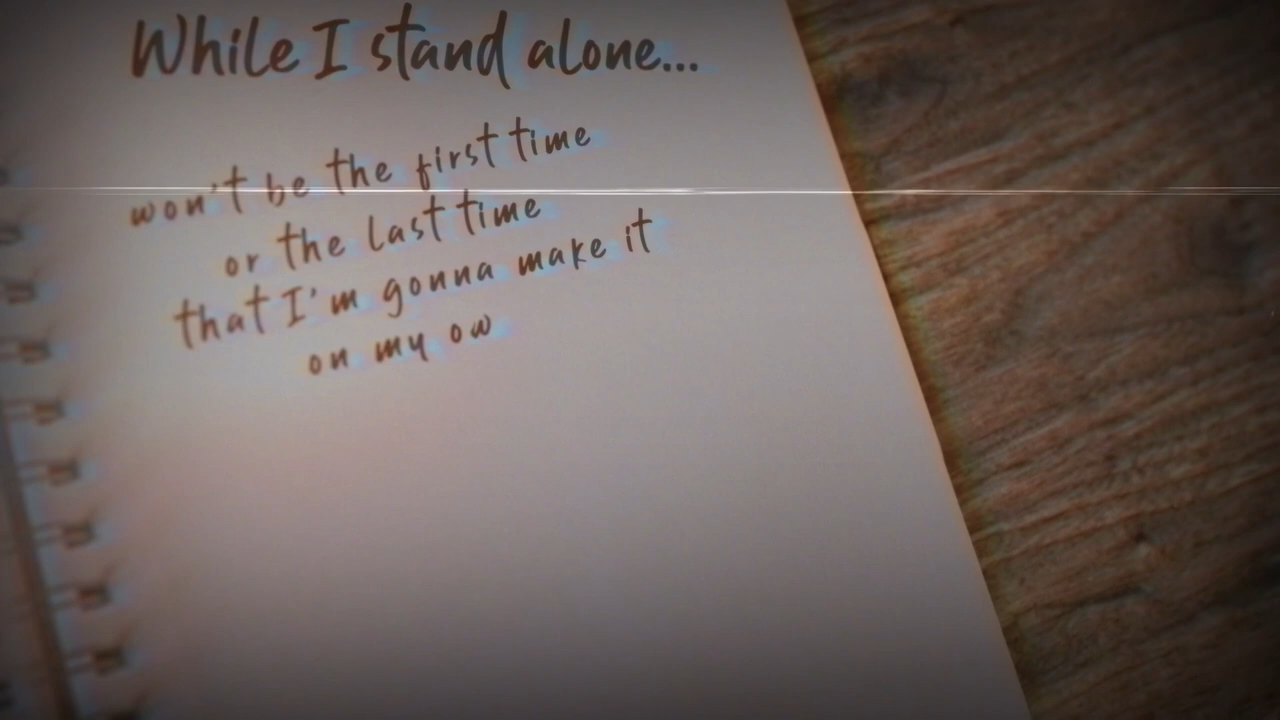 While I stand alone...
won't be the first time
or the last time
that I'm gonna make it
on my ow